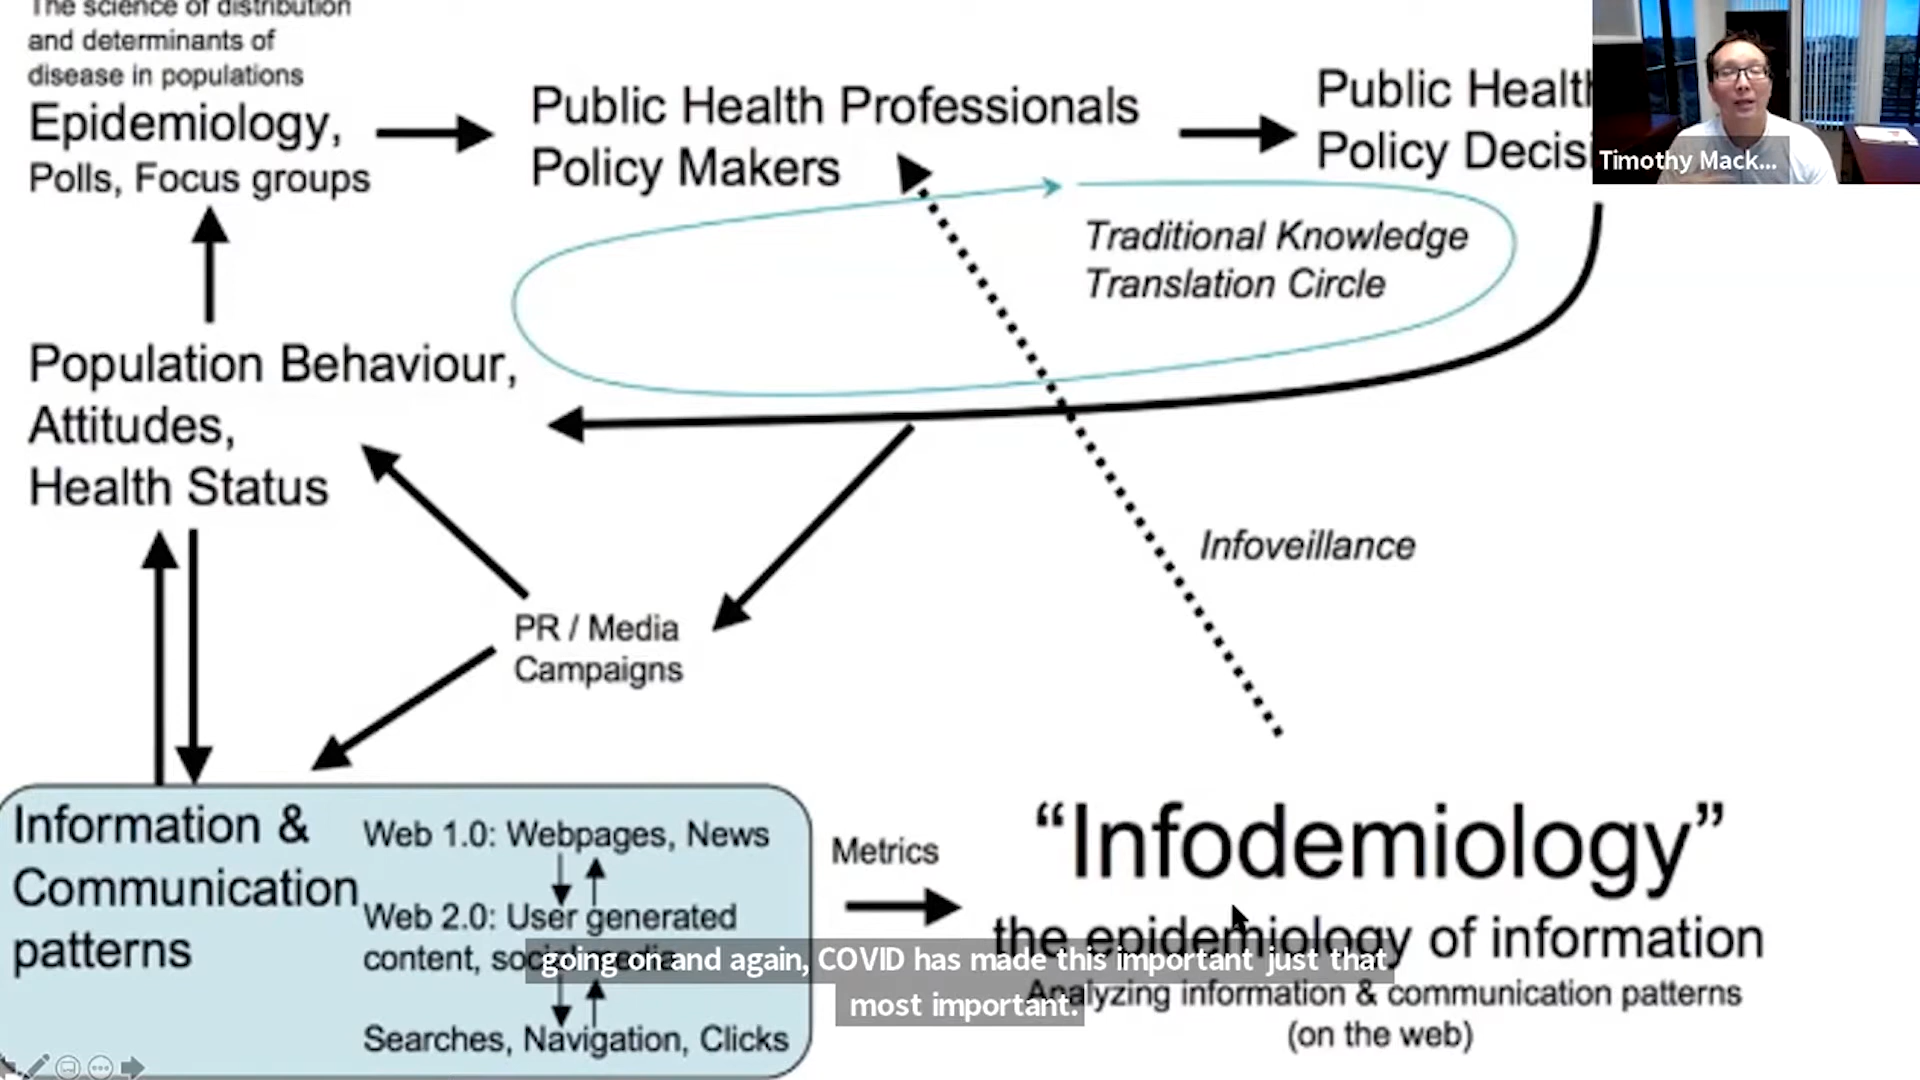 The science of distribution
and determinants of
disease in populations
Epidemiology,
Polls, Focus groups
Public Health Professionals
Policy Makers
Public Health
Policy Decisi
Timothy Mack...
Traditional Knowledge
Translation Circle
Population Behaviour,
Attitudes,
Health Status
Infoveillance
PR / Media
Campaigns
Information &
Communication
patterns
Web 1.0: Webpages, News
Web 2.0: User generated
content, social media
Searches, Navigation, Clicks
Metrics
“Infodemiology”
the epidemiology of information
Analyzing information & communication patterns
(on the web)
going on and again, COVID has made this important just that
most important.